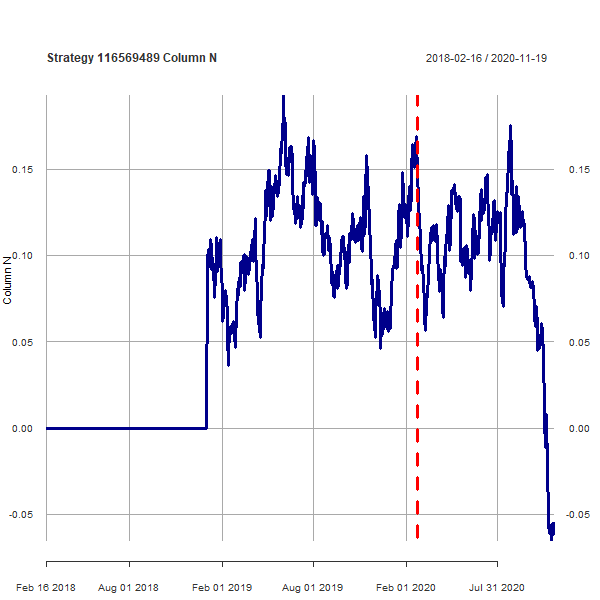 Strategy 116569489 Column N
2018-02-16 / 2020-11-19
Column N
0.15
0.10
0.05
0.00
-0.05
0.15
0.10
0.05
0.00
-0.05
Feb 16 2018
Aug 01 2018
Feb 01 2019
Aug 01 2019
Feb 01 2020
Jul 31 2020